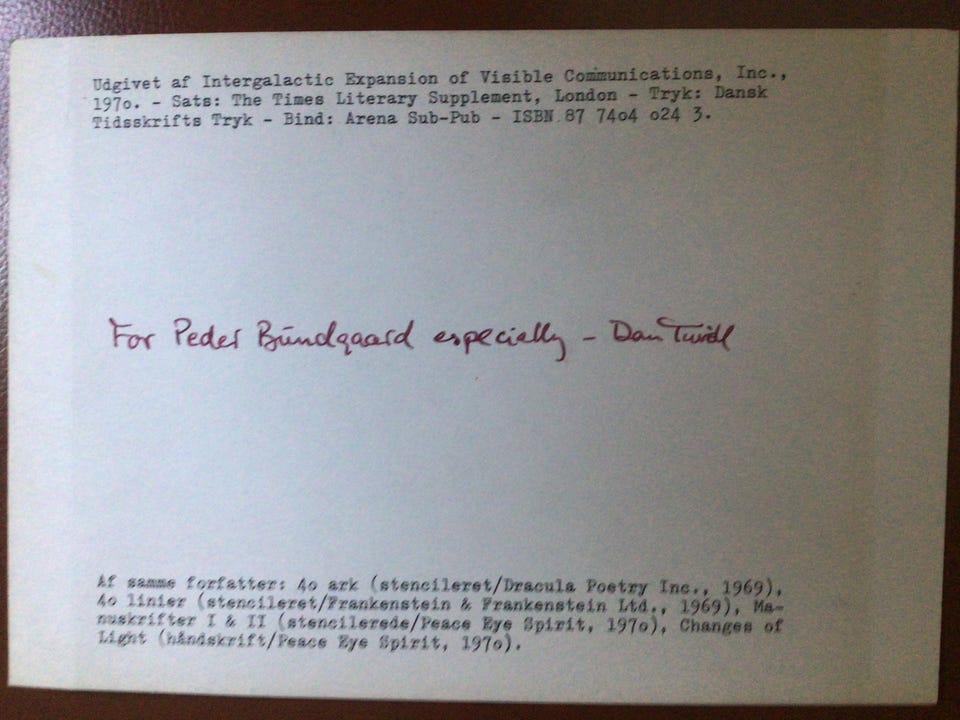 Udgivet af Intergalactic Expansion of Visible Communications, Inc.,
197o. - Sats: The Times Literary Supplement, London - Tryk: Dansk
Tidsskrifts Tryk - Bind: Arena Sub-Pub - ISBN 87 74o4 o24 3.
For Peder Bundgaard especially - Dan Turèll
Af samme forfatter: 4o ark (stencileret/Dracula Poetry Inc., 1969),
4o linier (stencileret/Frankenstein & Frankenstein Ltd., 1969), Ma-
nuskrifter I & II (stencilerede/Peace Eye Spirit, 197o), Changes of
Light (håndskrift/Peace Eye Spirit, 197o).